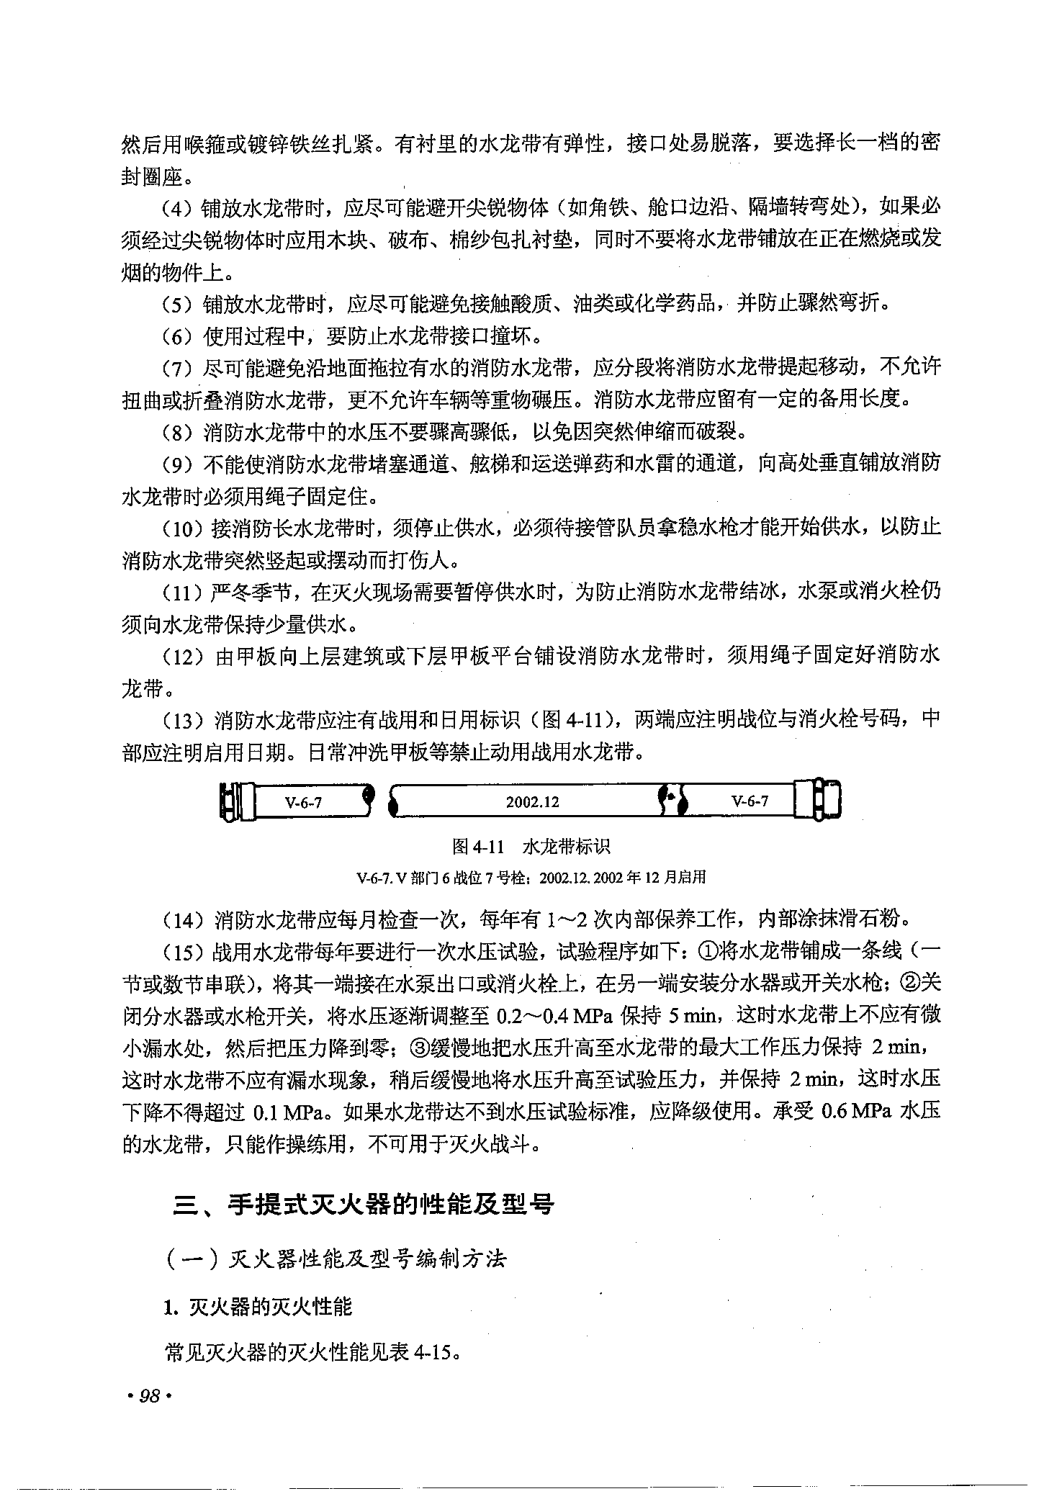 然后用喉箍或镀锌铁丝扎紧。有衬里的水龙带有弹性，接口处易脱落，要选择长一档的密
封圈座。
（4）铺放水龙带时，应尽可能避开尖锐物体（如角铁、舱口边沿、隔墙转弯处），如果必
须经过尖锐物体时应用木块、破布、棉纱包扎衬垫，同时不要将水龙带铺放在正在燃烧或发
烟的物件上。
（5）铺放水龙带时，应尽可能避免接触酸质、油类或化学药品，并防止骤然弯折。
（6）使用过程中，要防止水龙带接口撞坏。
（7）尽可能避免沿地面拖拉有水的消防水龙带，应分段将消防水龙带提起移动，不允许
扭曲或折叠消防水龙带，更不允许车辆等重物碾压。消防水龙带应留有一定的备用长度。
（8）消防水龙带中的水压不要骤高骤低，以免因突然伸缩而破裂。
（9）不能使消防水龙带堵塞通道、舷梯和运送弹药和水雷的通道，向高处垂直铺放消防
水龙带时必须用绳子固定住。
（10）接消防长水龙带时，须停止供水，必须待接管队员拿稳水枪才能开始供水，以防止
消防水龙带突然竖起或摆动而打伤人。
（11）严冬季节，在灭火现场需要暂停供水时，为防止消防水龙带结冰，水泵或消火栓仍
须向水龙带保持少量供水。
（12）由甲板向上层建筑或下层甲板平台铺设消防水龙带时，须用绳子固定好消防水
龙带。
（13）消防水龙带应注有战用和日用标识（图 4-11），两端应注明战位与消火栓号码，中
部应注明启用日期。日常冲洗甲板等禁止动用战用水龙带。
V-6-7 2002.12 V-6-7
图 4-11 水龙带标识
V-6-7. V 部门 6 战位 7 号栓；2002.12. 2002 年 12 月启用
（14）消防水龙带应每月检查一次，每年有 1～2 次内部保养工作，内部涂抹滑石粉。
（15）战用水龙带每年要进行一次水压试验，试验程序如下：①将水龙带铺成一条线（一
节或数节串联），将其一端接在水泵出口或消火栓上，在另一端安装分水器或开关水枪；②关
闭分水器或水枪开关，将水压逐渐调整至 0.2～0.4 MPa 保持 5 min，这时水龙带上不应有微
小漏水处，然后把压力降到零；③缓慢地把水压升高至水龙带的最大工作压力保持 2 min，
这时水龙带不应有漏水现象，稍后缓慢地将水压升高至试验压力，并保持 2 min，这时水压
下降不得超过 0.1 MPa。如果水龙带达不到水压试验标准，应降级使用。承受 0.6 MPa 水压
的水龙带，只能作操练用，不可用于灭火战斗。
三、手提式灭火器的性能及型号
（一）灭火器性能及型号编制方法
1. 灭火器的灭火性能
常见灭火器的灭火性能见表 4-15。
·98·